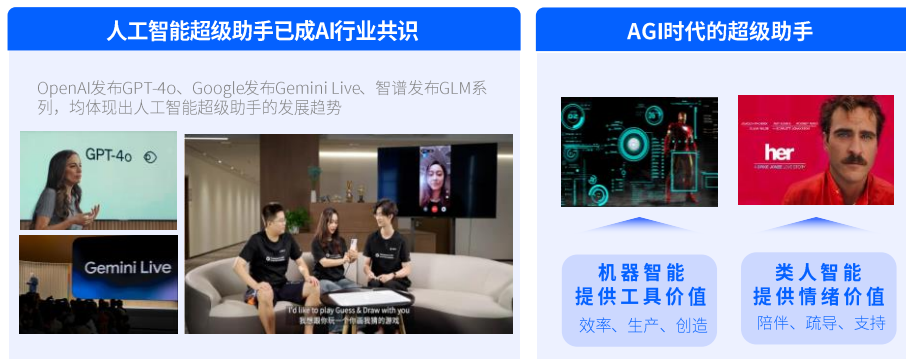 人工智能超级助手已成AI行业共识
OpenAI发布GPT-4o、Google发布Gemini Live、智谱发布GLM系
列，均体现出人工智能超级助手的发展趋势
GPT-4o
Gemini Live
I'd like to play Guess & Draw with you
我想跟你玩一个你画我猜的游戏
AGI时代的超级助手
her
机器智能
提供工具价值
效率、生产、创造
类人智能
提供情绪价值
陪伴、疏导、支持